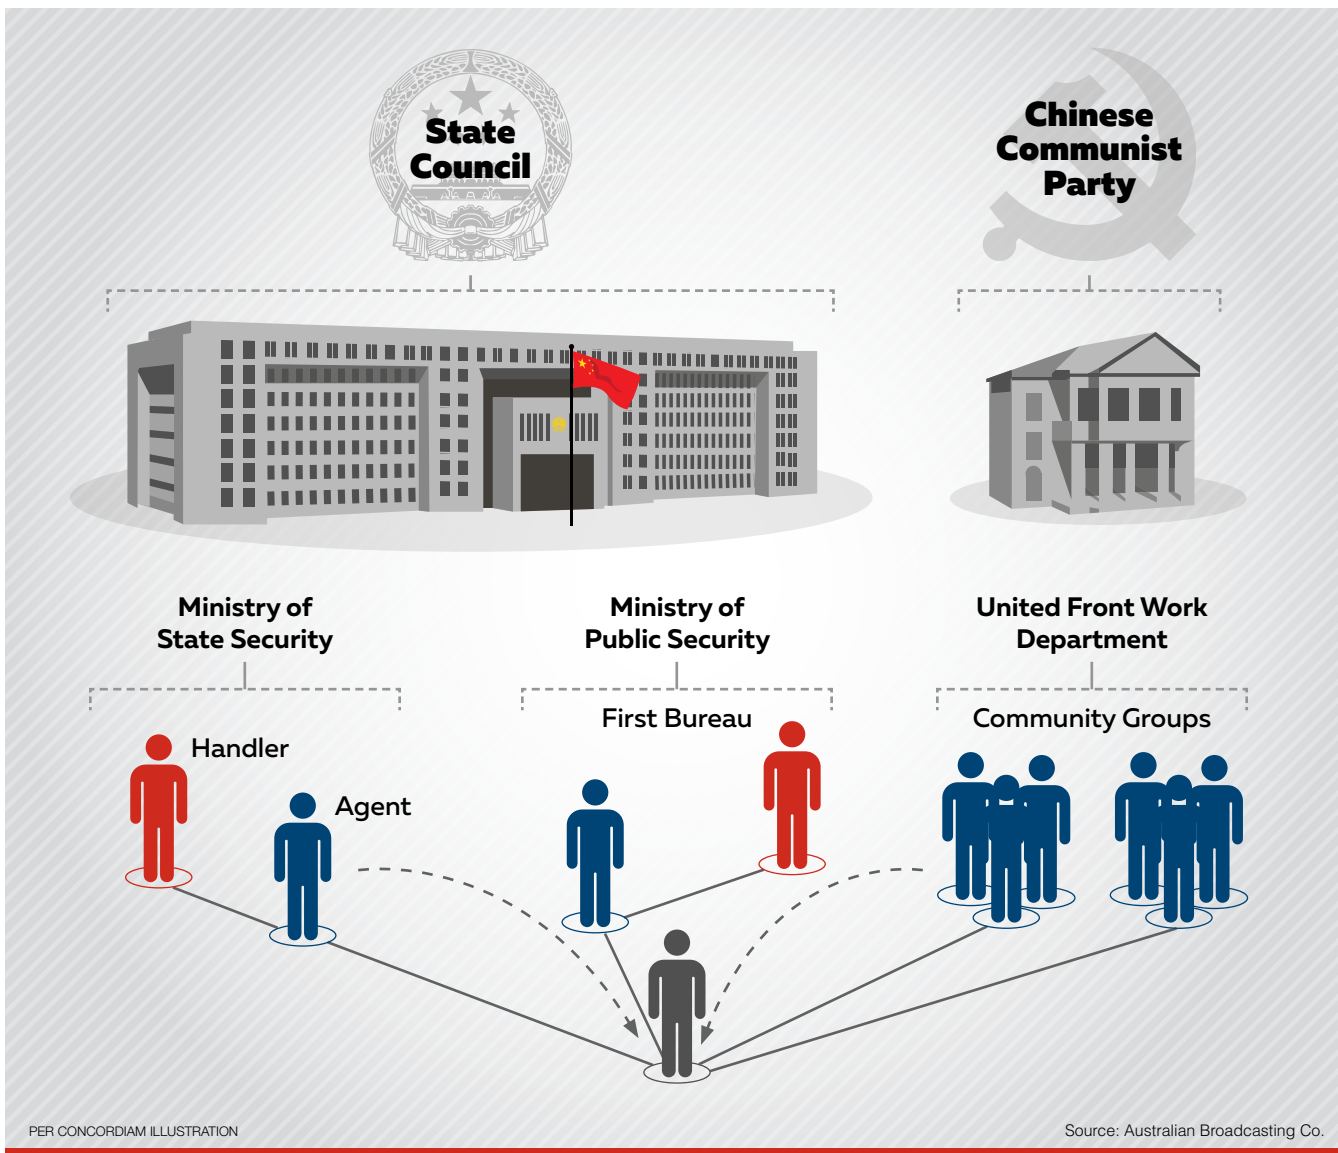 State
Council
Chinese
Communist
Party
Ministry of
State Security
Ministry of
Public Security
United Front Work
Department
First Bureau
Community Groups
Handler
Agent
PER CONCORDIAM ILLUSTRATION
Source: Australian Broadcasting Co.